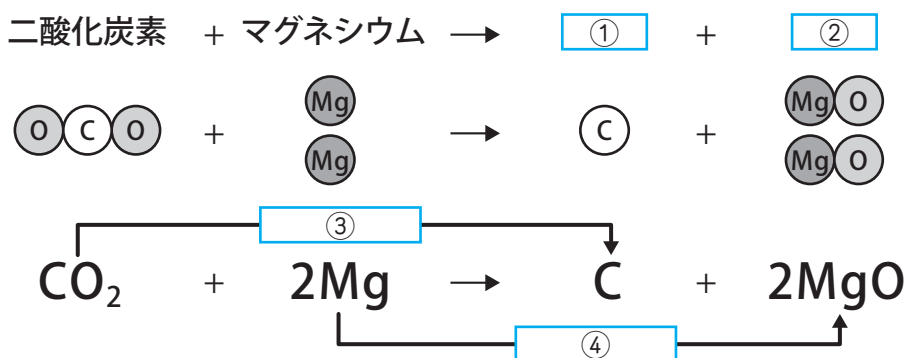 二酸化炭素 + マグネシウム → ① + ②
O C O + Mg → C + Mg O
Mg Mg O
③
CO₂ + 2Mg → C + 2MgO
④